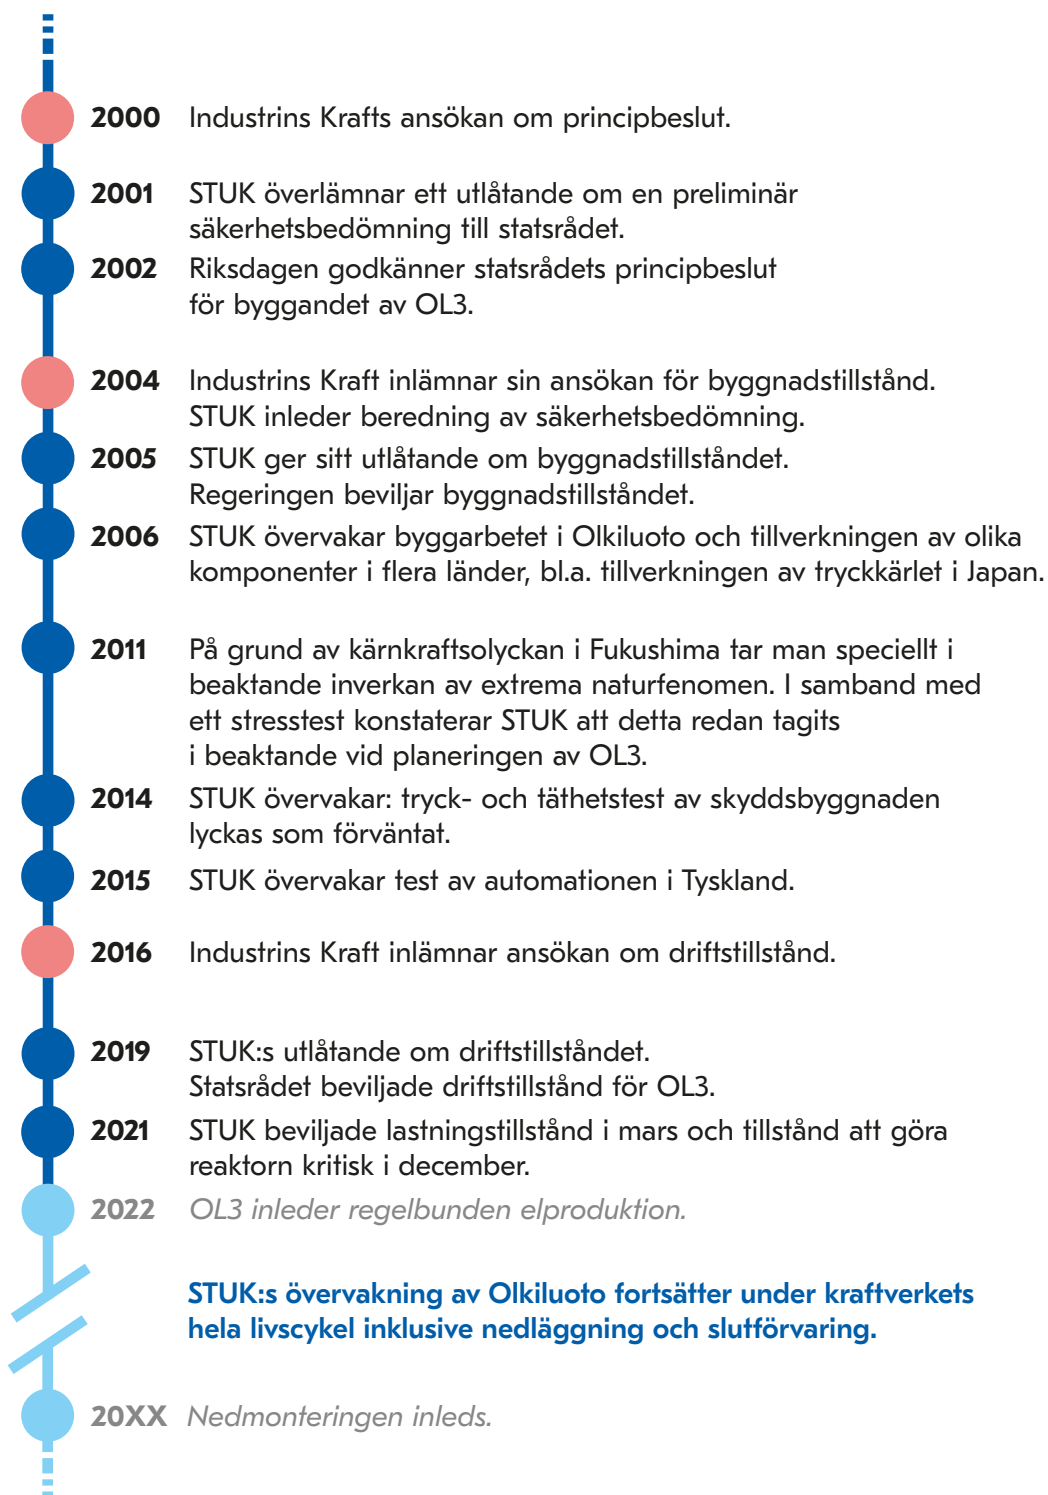 2000 Industrins Krafts ansökan om principbeslut.
2001 STUK överlämnar ett utlåtande om en preliminär
säkerhetsbedömning till statsrådet.
2002 Riksdagen godkänner statsrådets principbeslut
för byggandet av OL3.
2004 Industrins Kraft inlämnar sin ansökan för byggnadstillstånd.
STUK inleder beredning av säkerhetsbedömning.
2005 STUK ger sitt utlåtande om byggnadstillståndet.
Regeringen beviljar byggnadstillståndet.
2006 STUK övervakar byggarbetet i Olkiluoto och tillverkningen av olika
komponenter i flera länder, bl.a. tillverkningen av tryckkärlet i Japan.
2011 På grund av kärnkraftsolyckan i Fukushima tar man speciellt i
beaktande inverkan av extrema naturfenomen. I samband med
ett stresstest konstaterar STUK att detta redan tagits
i beaktande vid planeringen av OL3.
2014 STUK övervakar: tryck- och täthetstest av skyddsbyggnaden
lyckas som förväntat.
2015 STUK övervakar test av automationen i Tyskland.
2016 Industrins Kraft inlämnar ansökan om driftstillstånd.
2019 STUK:s utlåtande om driftstillståndet.
Statsrådet beviljade driftstillstånd för OL3.
2021 STUK beviljade lastningstillstånd i mars och tillstånd att göra
reaktorn kritisk i december.
2022 OL3 inleder regelbunden elproduktion.
STUK:s övervakning av Olkiluoto fortsätter under kraftverkets
hela livscykel inklusive nedläggning och slutförvaring.
20XX Nedmonteringen inleds.